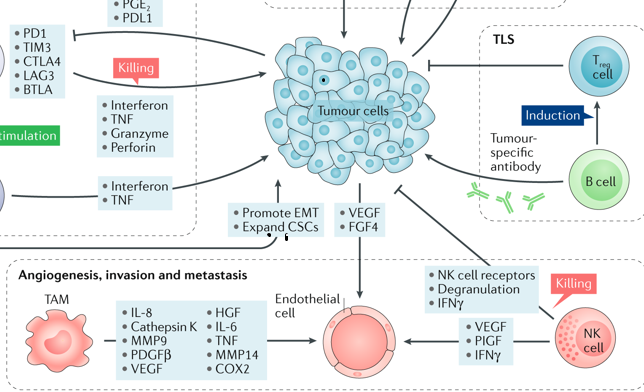 PGE2
PDL1
PD1
TIM3
CTLA4
LAG3
BTLA
Killing
Interferon
TNF
Granzyme
Perforin
timulation
Interferon
TNF
Tumour cells
TLS
Treg
cell
Induction
Tumour-
specific
antibody
B cell
Promote EMT
Expand CSCs
VEGF
FGF4
Angiogenesis, invasion and metastasis
TAM
IL-8
Cathepsin K
MMP9
PDGFβ
VEGF
HGF
IL-6
TNF
MMP14
COX2
Endothelial
cell
NK cell receptors
Degranulation
IFNγ
Killing
VEGF
PIGF
IFNγ
NK
cell